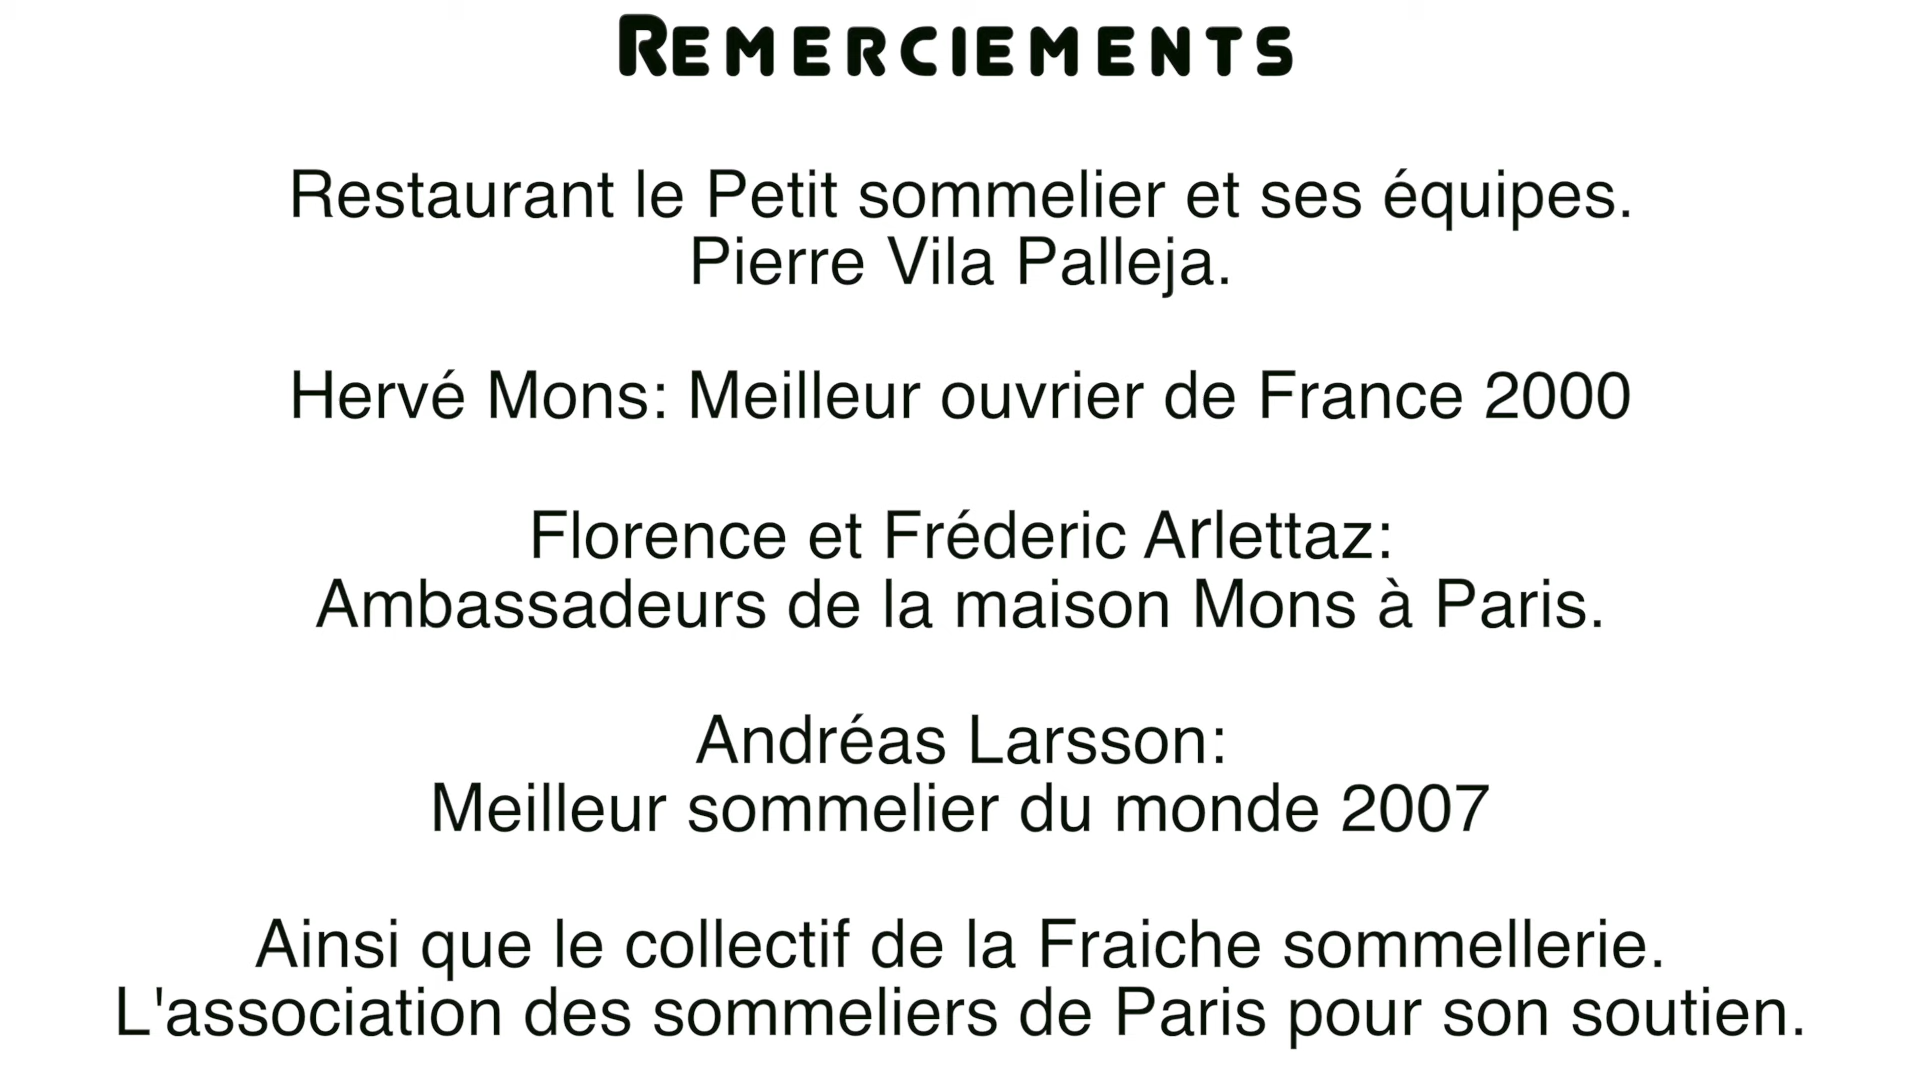 Remerciements
Restaurant le Petit sommelier et ses équipes.
Pierre Vila Palleja.
Hervé Mons: Meilleur ouvrier de France 2000
Florence et Fréderic Arlettaz:
Ambassadeurs de la maison Mons à Paris.
Andréas Larsson:
Meilleur sommelier du monde 2007
Ainsi que le collectif de la Fraiche sommellerie.
L'association des sommeliers de Paris pour son soutien.